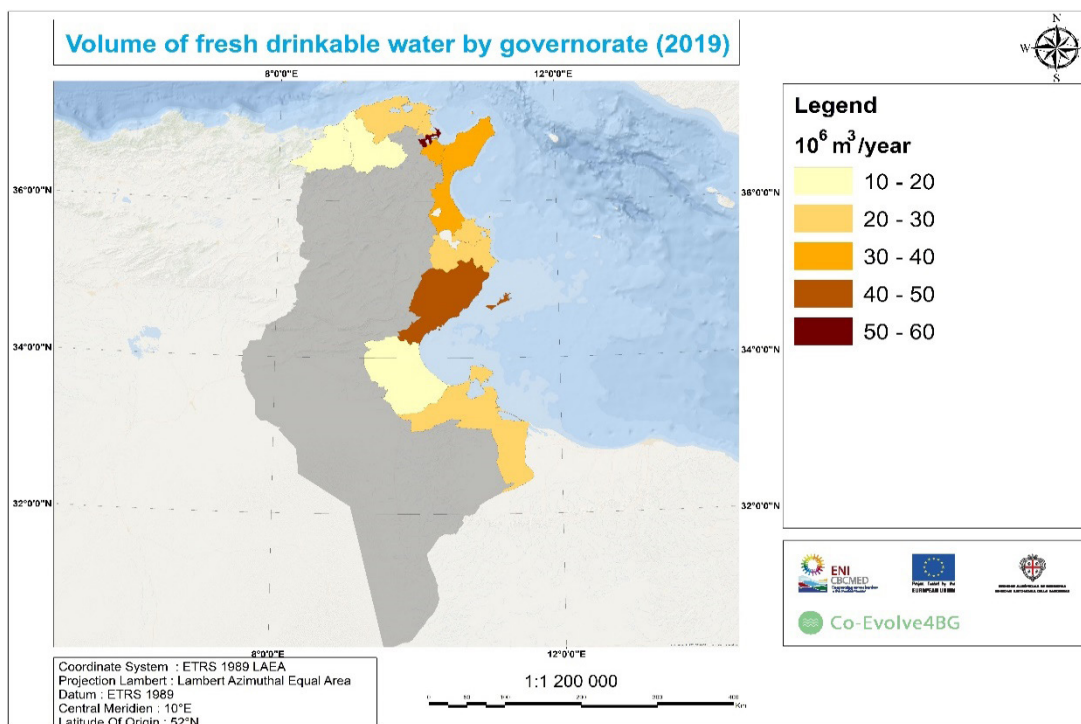 Volume of fresh drinkable water by governorate (2019)
N
W
E
S
8°0'0"E
12°0'0"E
36°0'0"N
36°0'0"N
34°0'0"N
34°0'0"N
32°0'0"N
32°0'0"N
8°0'0"E
12°0'0"E
Legend
10⁶ m³/year
10 - 20
20 - 30
30 - 40
40 - 50
50 - 60
ENI
CBCMED
EUROPEAN UNION
Co-Evolve4BG
Coordinate System : ETRS 1989 LAEA
Projection Lambert : Lambert Azimuthal Equal Area
Datum : ETRS 1989
Central Meridien : 10°E
Latitude Of Origin : 52°N
1:1 200 000
Km